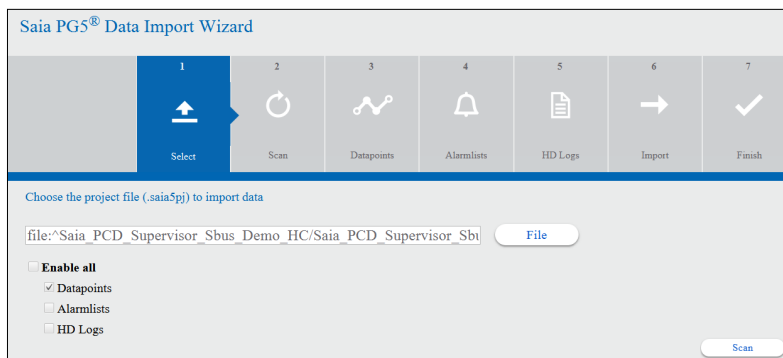 Saia PG5® Data Import Wizard
1 2 3 4 5 6 7
Select Scan Datapoints Alarmlists HD Logs Import Finish
Choose the project file (.saia5pj) to import data
file:^Saia_PCD_Supervisor_Sbus_Demo_HC/Saia_PCD_Supervisor_Sbu File
Enable all
Datapoints
Alarmlists
HD Logs
Scan